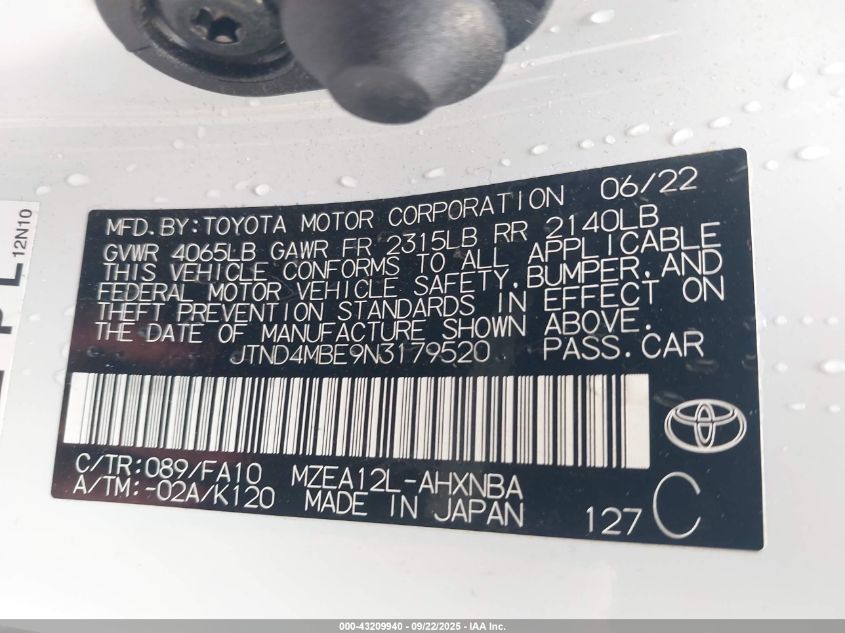 12N10
MFD.BY:TOYOTA MOTOR CORPORATION 06/22
GVWR 4065LB GAWR FR 2315LB RR 2140LB
THIS VEHICLE CONFORMS TO ALL APPLICABLE
FEDERAL MOTOR VEHICLE SAFETY,BUMPER,AND
THEFT PREVENTION STANDARDS IN EFFECT ON
THE DATE OF MANUFACTURE SHOWN ABOVE.
JTND4MBE9N3179520 PASS.CAR
C/TR:089/FA10 MZEA12L-AHXNBA
A/TM:-02A/K120 MADE IN JAPAN 127 C
000-43209940 - 09/22/2025 - IAA Inc.